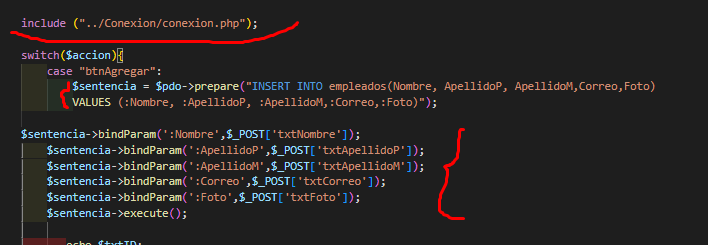 include ("../Conexion/conexion.php");
switch($accion){
case "btnAgregar":
$sentencia = $pdo->prepare("INSERT INTO empleados(Nombre, ApellidoP, ApellidoM,Correo,Foto)
VALUES (:Nombre, :ApellidoP, :ApellidoM,:Correo,:Foto)");
$sentencia->bindParam(':Nombre',$_POST['txtNombre']);
$sentencia->bindParam(':ApellidoP',$_POST['txtApellidoP']);
$sentencia->bindParam(':ApellidoM',$_POST['txtApellidoM']);
$sentencia->bindParam(':Correo',$_POST['txtCorreo']);
$sentencia->bindParam(':Foto',$_POST['txtFoto']);
$sentencia->execute();
echo $txtID;